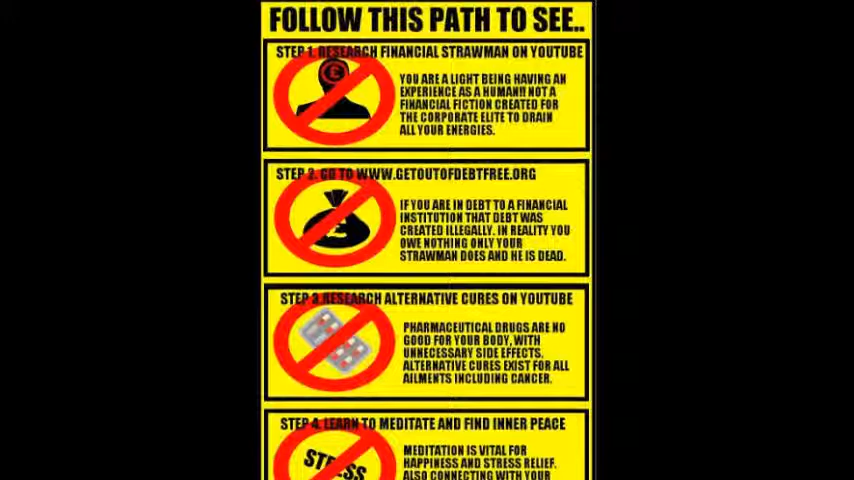 FOLLOW THIS PATH TO SEE..
STEP 1. RESEARCH FINANCIAL STRAWMAN ON YOUTUBE
YOU ARE A LIGHT BEING HAVING AN
EXPERIENCE AS A HUMAN!! NOT A
FINANCIAL FICTION CREATED FOR
THE CORPORATE ELITE TO DRAIN
ALL YOUR ENERGIES.
STEP 2. GO TO WWW.GETOUTOFDEBTFREE.ORG
IF YOU ARE IN DEBT TO A FINANCIAL
INSTITUTION THAT DEBT WAS
CREATED ILLEGALLY. IN REALITY YOU
OWE NOTHING ONLY YOUR
STRAWMAN DOES AND HE IS DEAD.
STEP 3 RESEARCH ALTERNATIVE CURES ON YOUTUBE
PHARMACEUTICAL DRUGS ARE NO
GOOD FOR YOUR BODY, WITH
UNNECESSARY SIDE EFFECTS.
ALTERNATIVE CURES EXIST FOR ALL
AILMENTS INCLUDING CANCER.
STEP 4. LEARN TO MEDITATE AND FIND INNER PEACE
STRESS
MEDITATION IS VITAL FOR
HAPPINESS AND STRESS RELIEF.
ALSO CONNECTING WITH YOUR